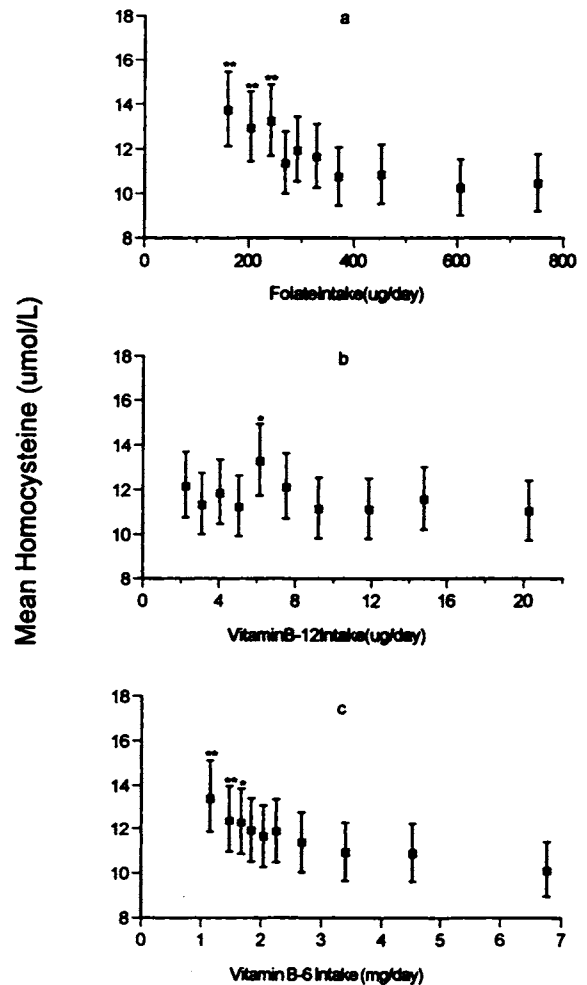 Mean Homocysteine (umol/L)
a
18
16
14
12
10
8
** ** **
0 200 400 600 800
FolateIntake(ug/day)
b
18
16
14
12
10
8
*
0 4 8 12 16 20
VitaminB-12Intake(ug/day)
c
18
16
14
12
10
8
** ** *
0 1 2 3 4 5 6 7
Vitamin B-6 Intake (mg/day)